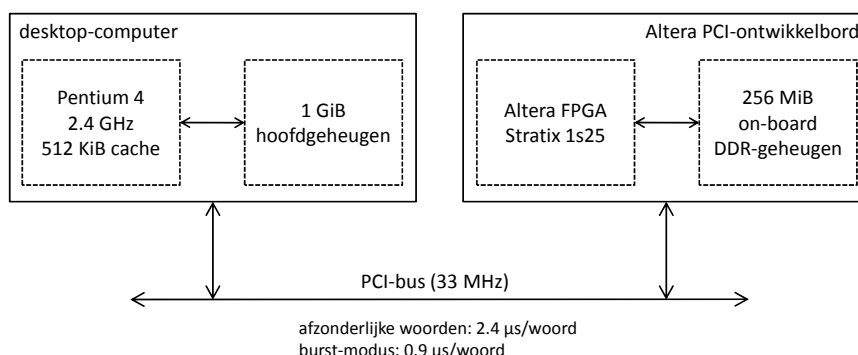 desktop-computer
Pentium 4
2.4 GHz
512 KiB cache
1 GiB
hoofdgeheugen
Altera PCI-ontwikkelbord
Altera FPGA
Stratix 1s25
256 MiB
on-board
DDR-geheugen
PCI-bus (33 MHz)
afzonderlijke woorden: 2.4 μs/woord
burst-modus: 0.9 μs/woord